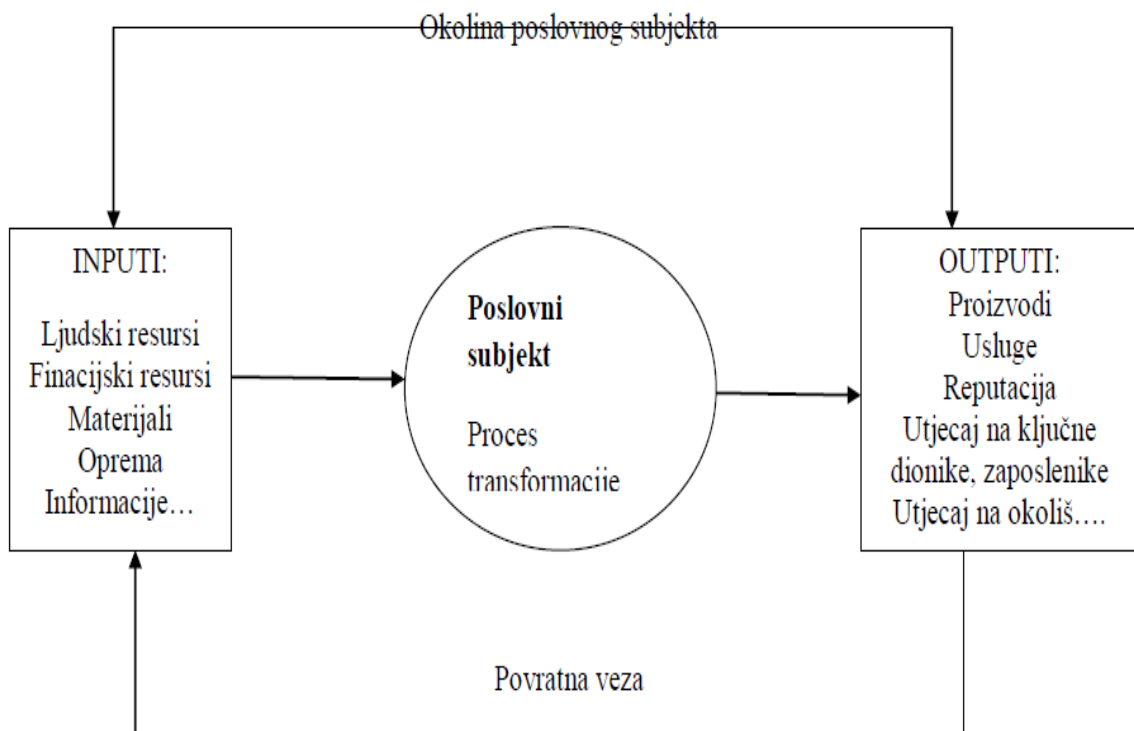 Okolina poslovnog subjekta
INPUTI:
Ljudski resursi
Finacijski resursi
Materijali
Oprema
Informacije…
Poslovni
subjekt
Proces
transformacije
OUTPUTI:
Proizvodi
Usluge
Reputacija
Utjecaj na ključne
dionike, zaposlenike
Utjecaj na okoliš….
Povratna veza